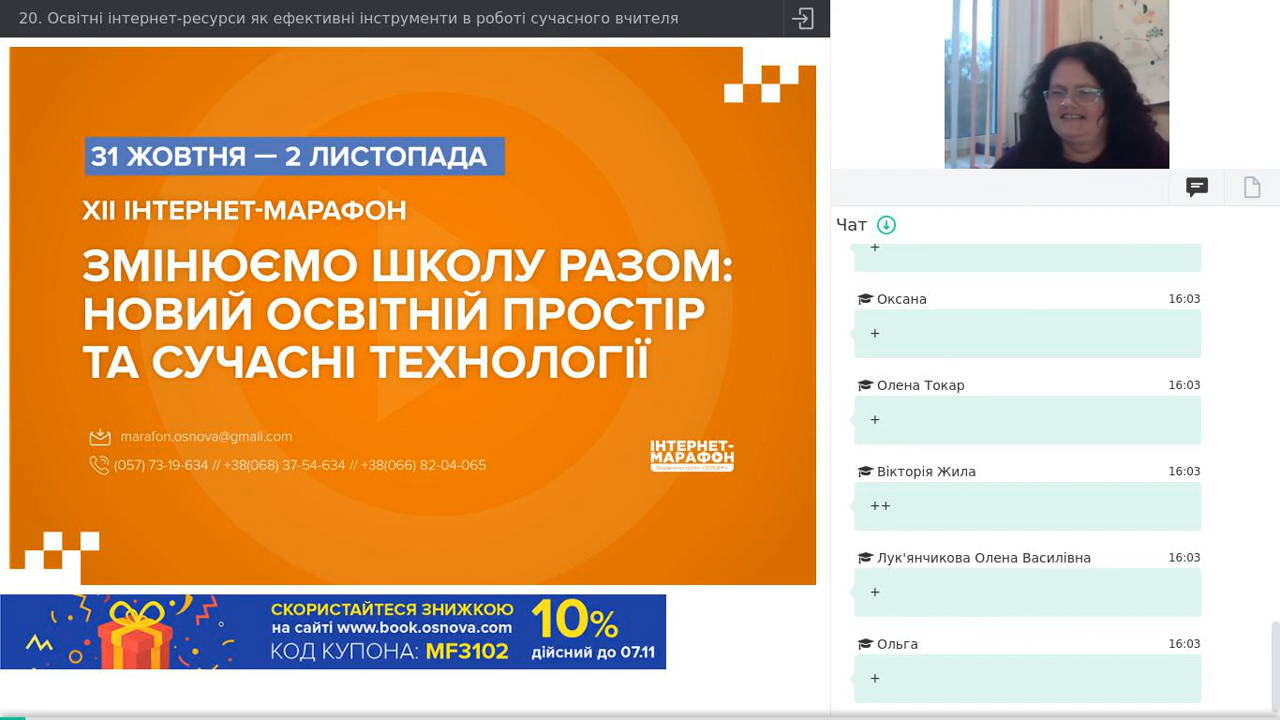 20. Освітні інтернет-ресурси як ефективні інструменти в роботі сучасного вчителя
31 ЖОВТНЯ — 2 ЛИСТОПАДА
XII ІНТЕРНЕТ-МАРАФОН
ЗМІНЮЄМО ШКОЛУ РАЗОМ:
НОВИЙ ОСВІТНІЙ ПРОСТІР
ТА СУЧАСНІ ТЕХНОЛОГІЇ
marafon.osnova@gmail.com
(057) 73-19-634 // +38(068) 37-54-634 // +38(066) 82-04-065
ІНТЕРНЕТ-
МАРАФОН
СКОРИСТАЙТЕСЯ ЗНИЖКОЮ
на сайті www.book.osnova.com
КОД КУПОНА: MF3102
10%
дійсний до 07.11
Чат
+
Оксана 16:03
+
Олена Токар 16:03
+
Вікторія Жила 16:03
++
Лук'янчикова Олена Василівна 16:03
+
Ольга 16:03
+